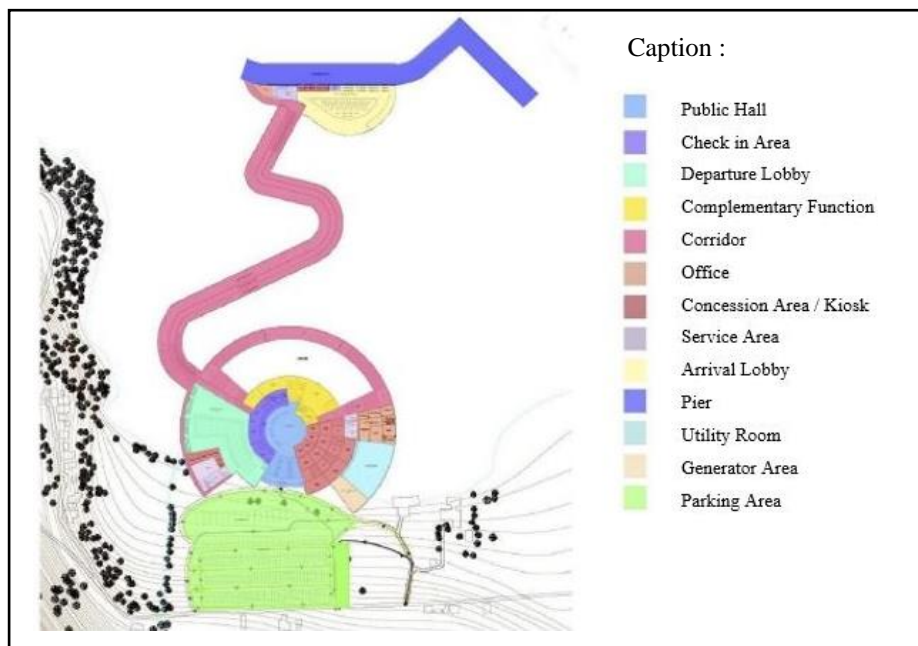 Caption :
Public Hall
Check in Area
Departure Lobby
Complementary Function
Corridor
Office
Concession Area / Kiosk
Service Area
Arrival Lobby
Pier
Utility Room
Generator Area
Parking Area